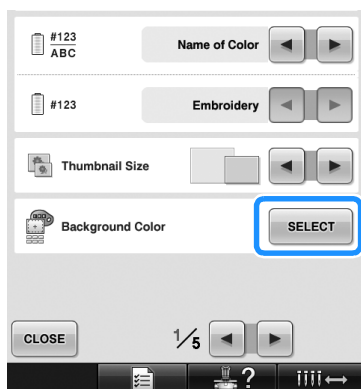 #123
ABC
Name of Color
#123
Embroidery
Thumbnail Size
Background Color
SELECT
CLOSE
1/5
?